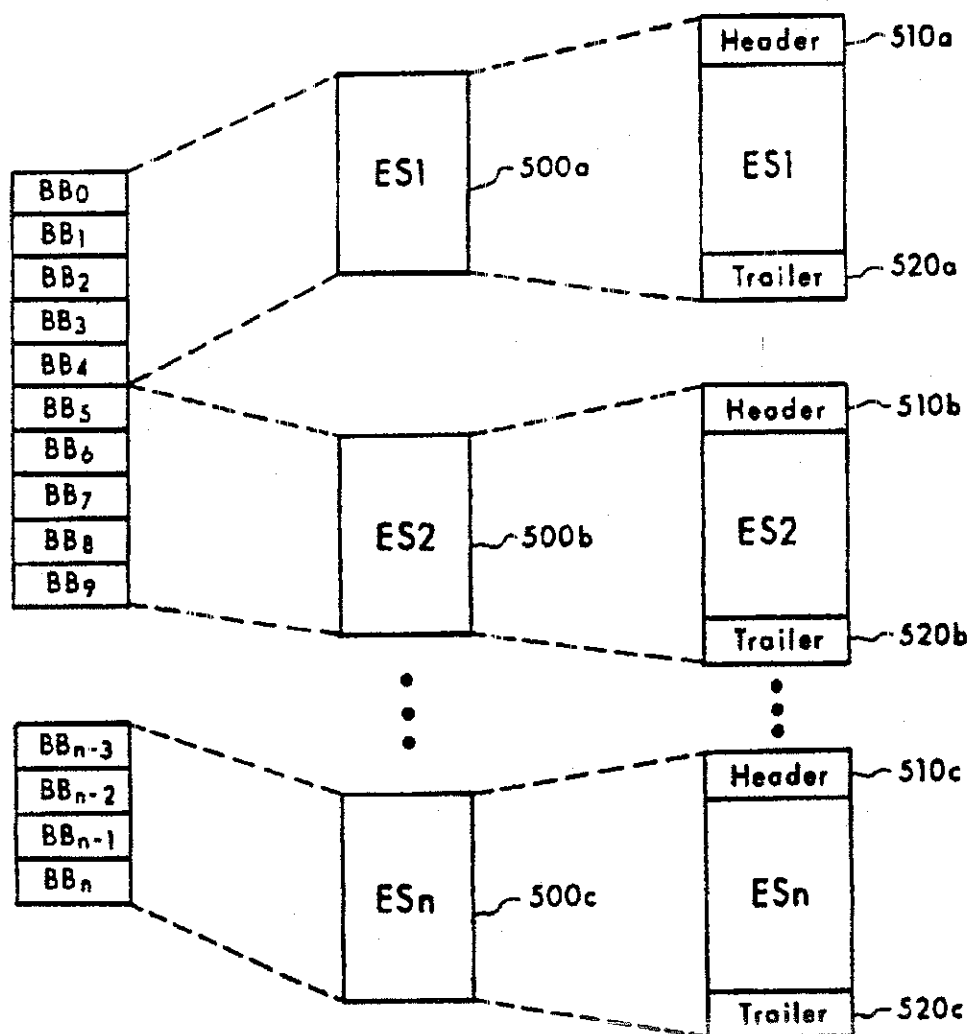 Header 510a
ES1 500a
ES1
Trailer 520a
BB0
BB1
BB2
BB3
BB4
BB5
BB6
BB7
BB8
BB9
Header 510b
ES2 500b
ES2
Trailer 520b
BBn-3
BBn-2
BBn-1
BBn
Header 510c
ESn 500c
ESn
Trailer 520c